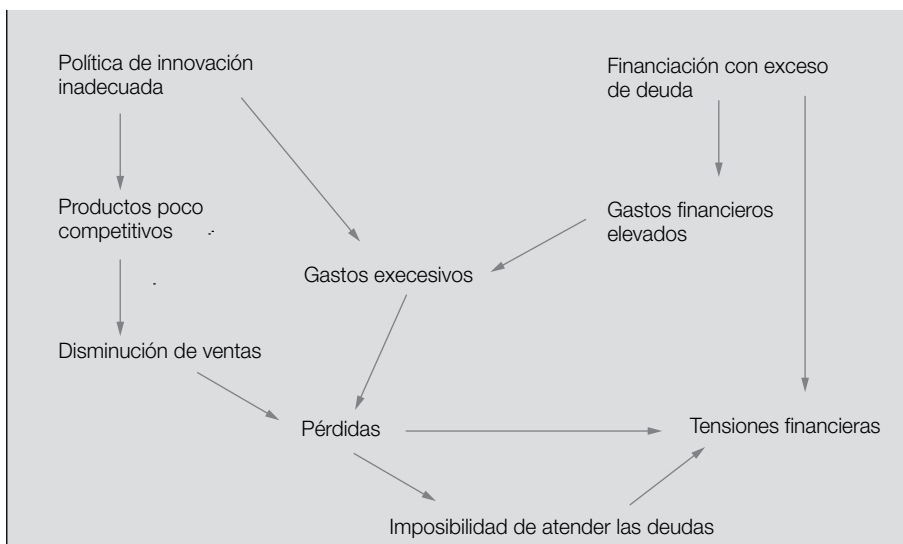 Política de innovación
inadecuada
Financiación con exceso
de deuda
Productos poco
competitivos
Gastos financieros
elevados
Gastos execesivos
Disminución de ventas
Pérdidas
Tensiones financieras
Imposibilidad de atender las deudas